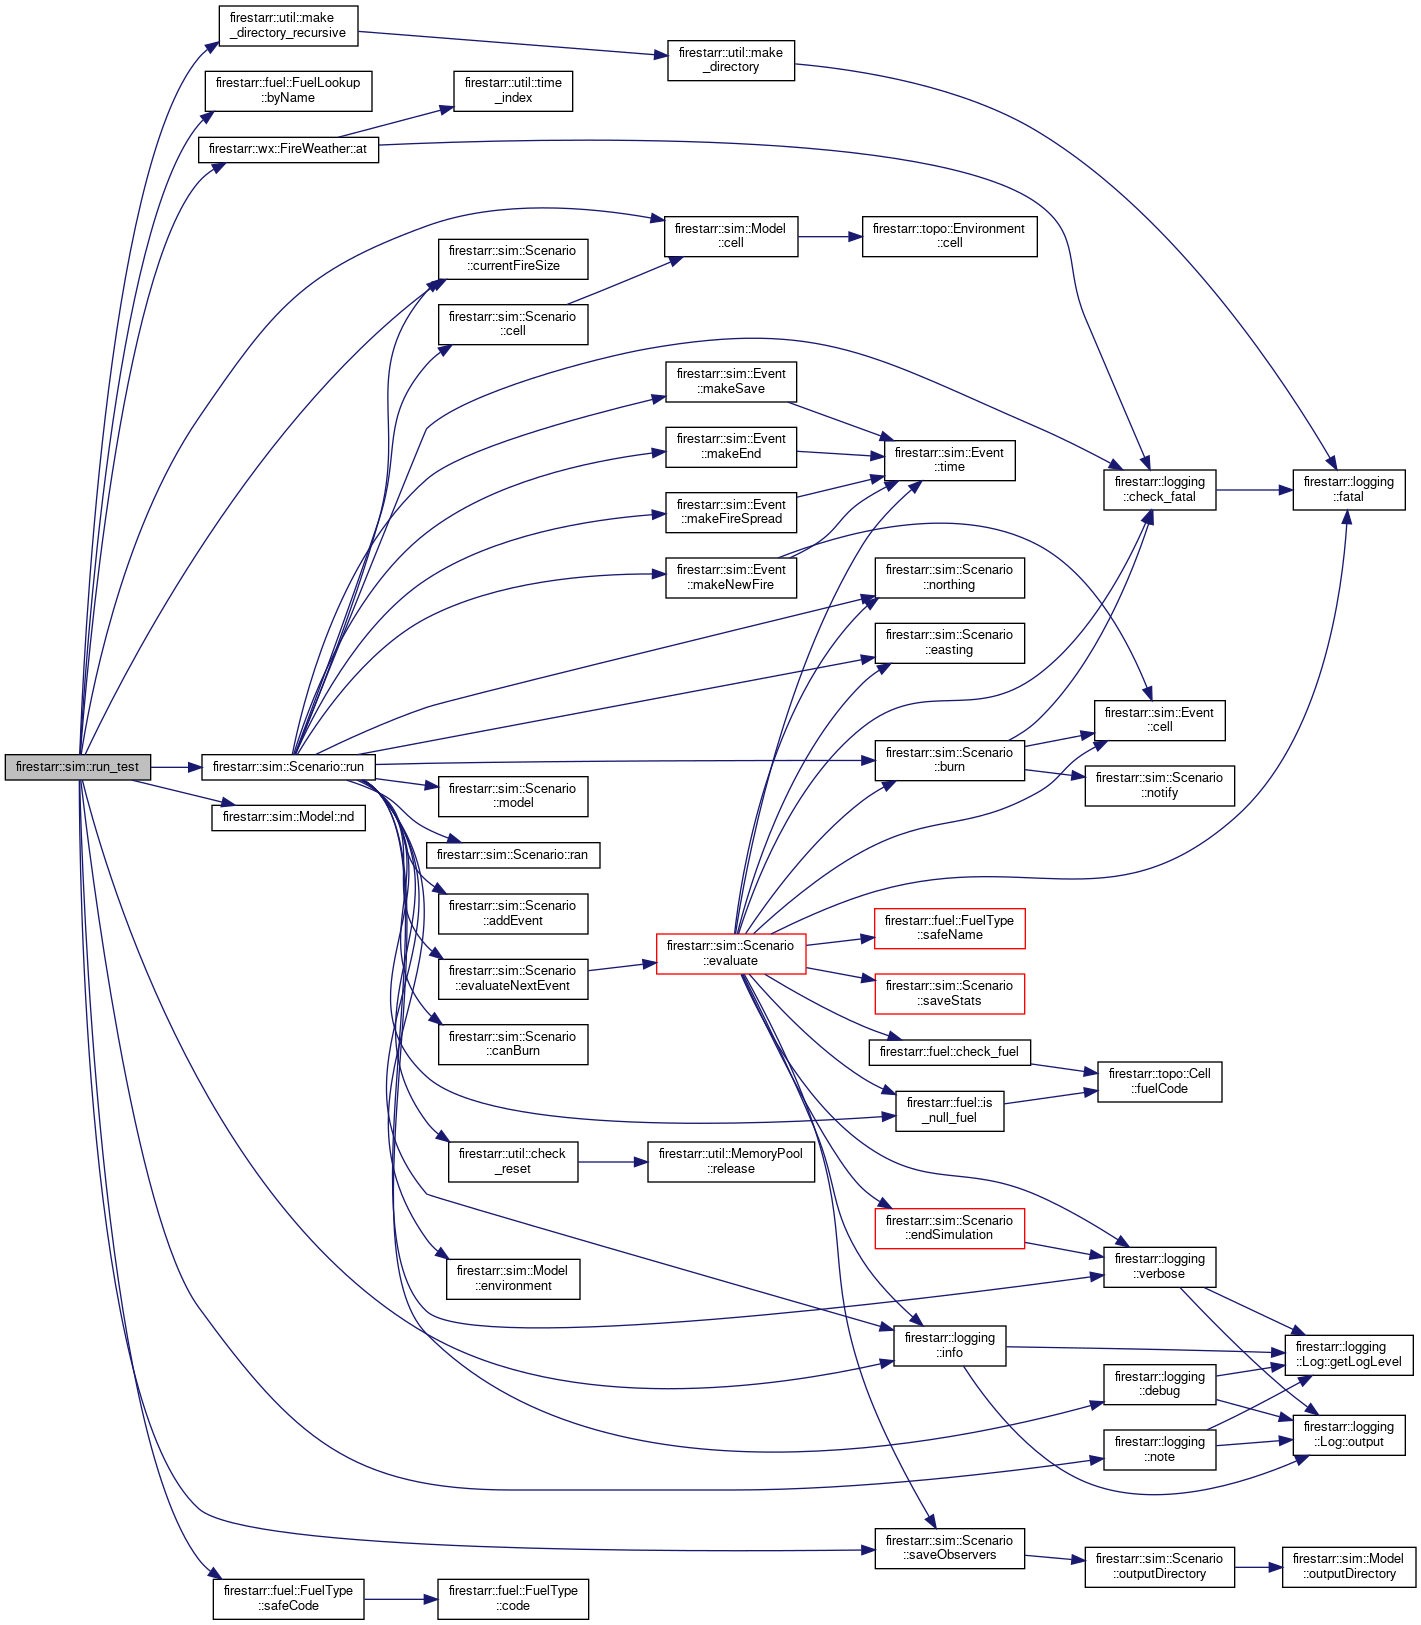 firestarr::util::make
_directory_recursive
firestarr::util::make
_directory
firestarr::fuel::FuelLookup
::byName
firestarr::util::time
_index
firestarr::wx::FireWeather::at
firestarr::sim::Model
::cell
firestarr::topo::Environment
::cell
firestarr::sim::Scenario
::currentFireSize
firestarr::sim::Scenario
::cell
firestarr::sim::Event
::makeSave
firestarr::sim::Event
::makeEnd
firestarr::sim::Event
::time
firestarr::logging
::check_fatal
firestarr::logging
::fatal
firestarr::sim::Event
::makeFireSpread
firestarr::sim::Event
::makeNewFire
firestarr::sim::Scenario
::northing
firestarr::sim::Scenario
::easting
firestarr::sim::Event
::cell
firestarr::sim::run_test
firestarr::sim::Scenario::run
firestarr::sim::Scenario
::burn
firestarr::sim::Scenario
::notify
firestarr::sim::Scenario
::model
firestarr::sim::Model::nd
firestarr::sim::Scenario::ran
firestarr::sim::Scenario
::addEvent
firestarr::fuel::FuelType
::safeName
firestarr::sim::Scenario
::evaluate
firestarr::sim::Scenario
::evaluateNextEvent
firestarr::sim::Scenario
::saveStats
firestarr::sim::Scenario
::canBurn
firestarr::fuel::check_fuel
firestarr::topo::Cell
::fuelCode
firestarr::fuel::is
_null_fuel
firestarr::util::check
_reset
firestarr::util::MemoryPool
::release
firestarr::sim::Scenario
::endSimulation
firestarr::logging
::verbose
firestarr::sim::Model
::environment
firestarr::logging
::info
firestarr::logging
::Log::getLogLevel
firestarr::logging
::debug
firestarr::logging
::Log::output
firestarr::logging
::note
firestarr::sim::Scenario
::saveObservers
firestarr::sim::Scenario
::outputDirectory
firestarr::sim::Model
::outputDirectory
firestarr::fuel::FuelType
::safeCode
firestarr::fuel::FuelType
::code